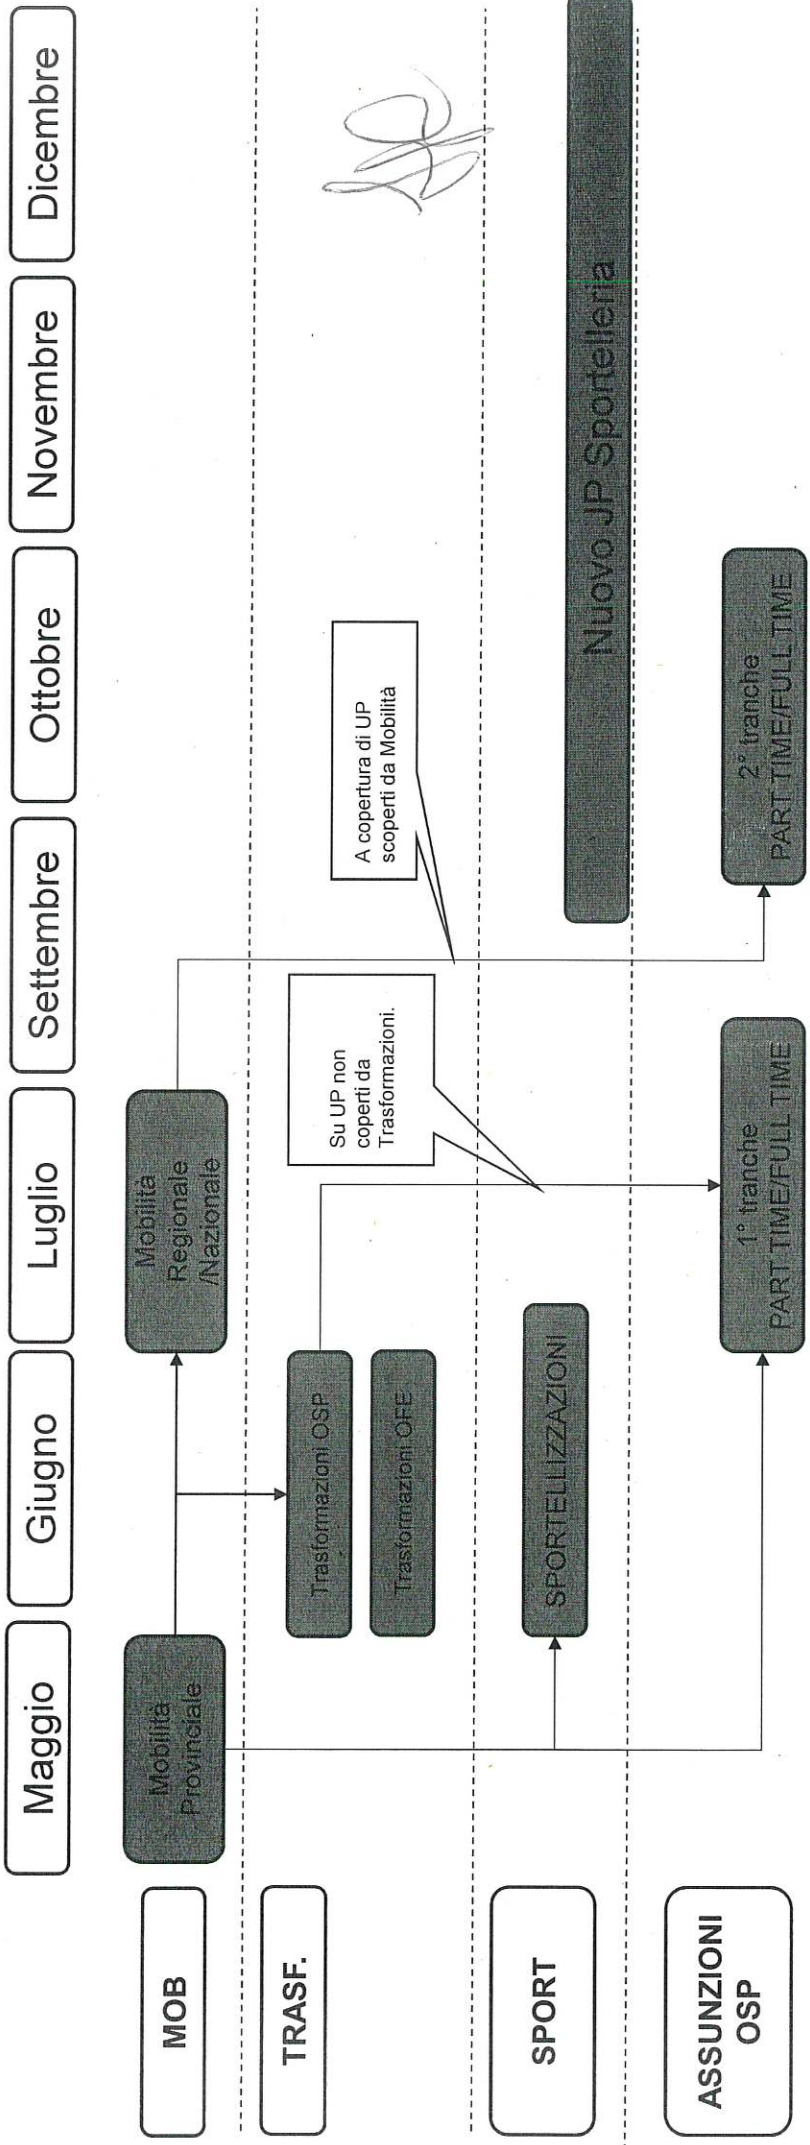 Maggio
Giugno
Luglio
Settembre
Ottobre
Novembre
Dicembre
MOB
Mobilità
Provinciale
Mobilità
Regionale
/Nazionale
TRASF.
Trasformazioni OSP
Trasformazioni OFE
Su UP non
coperti da
Trasformazioni.
A copertura di UP
scoperti da Mobilità
SPORT
SPORTELLIZZAZIONI
Nuovo JP Sportelleria
ASSUNZIONI
OSP
1° tranche
PART TIME/FULL TIME
2° tranche
PART TIME/FULL TIME